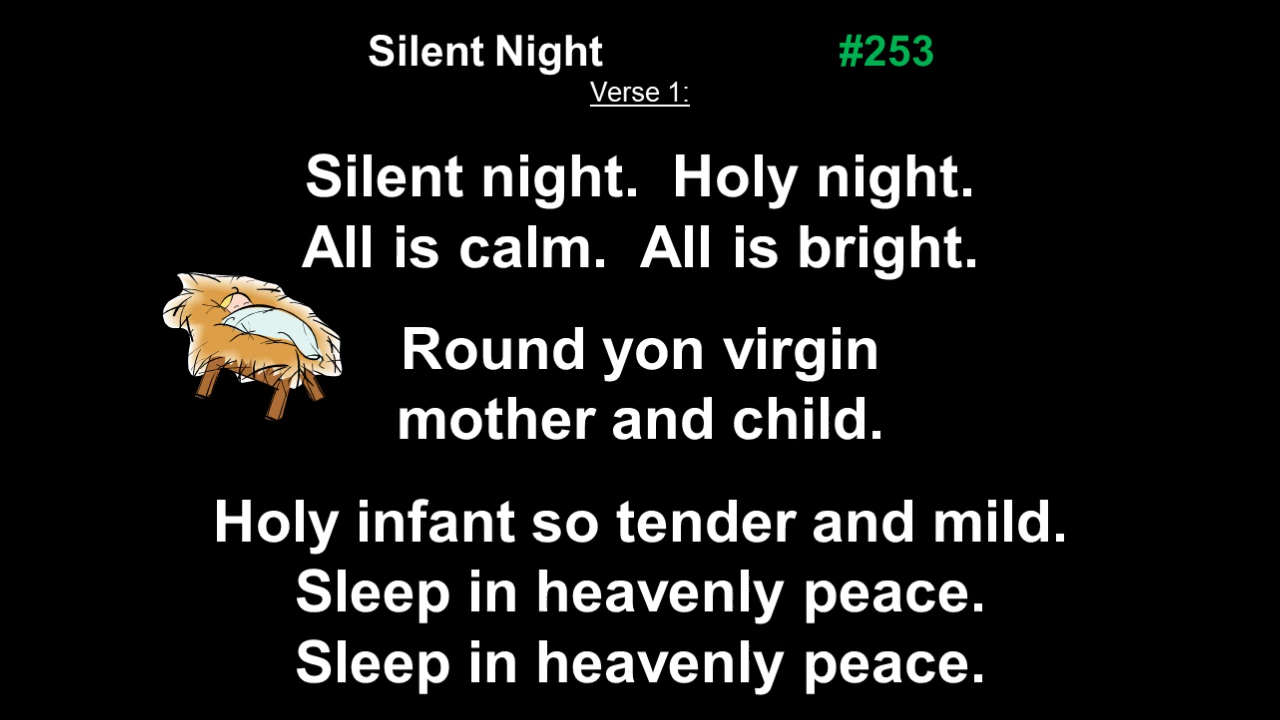 Silent Night #253
Verse 1:
Silent night.  Holy night.
All is calm.  All is bright.
Round yon virgin
mother and child.
Holy infant so tender and mild.
Sleep in heavenly peace.
Sleep in heavenly peace.